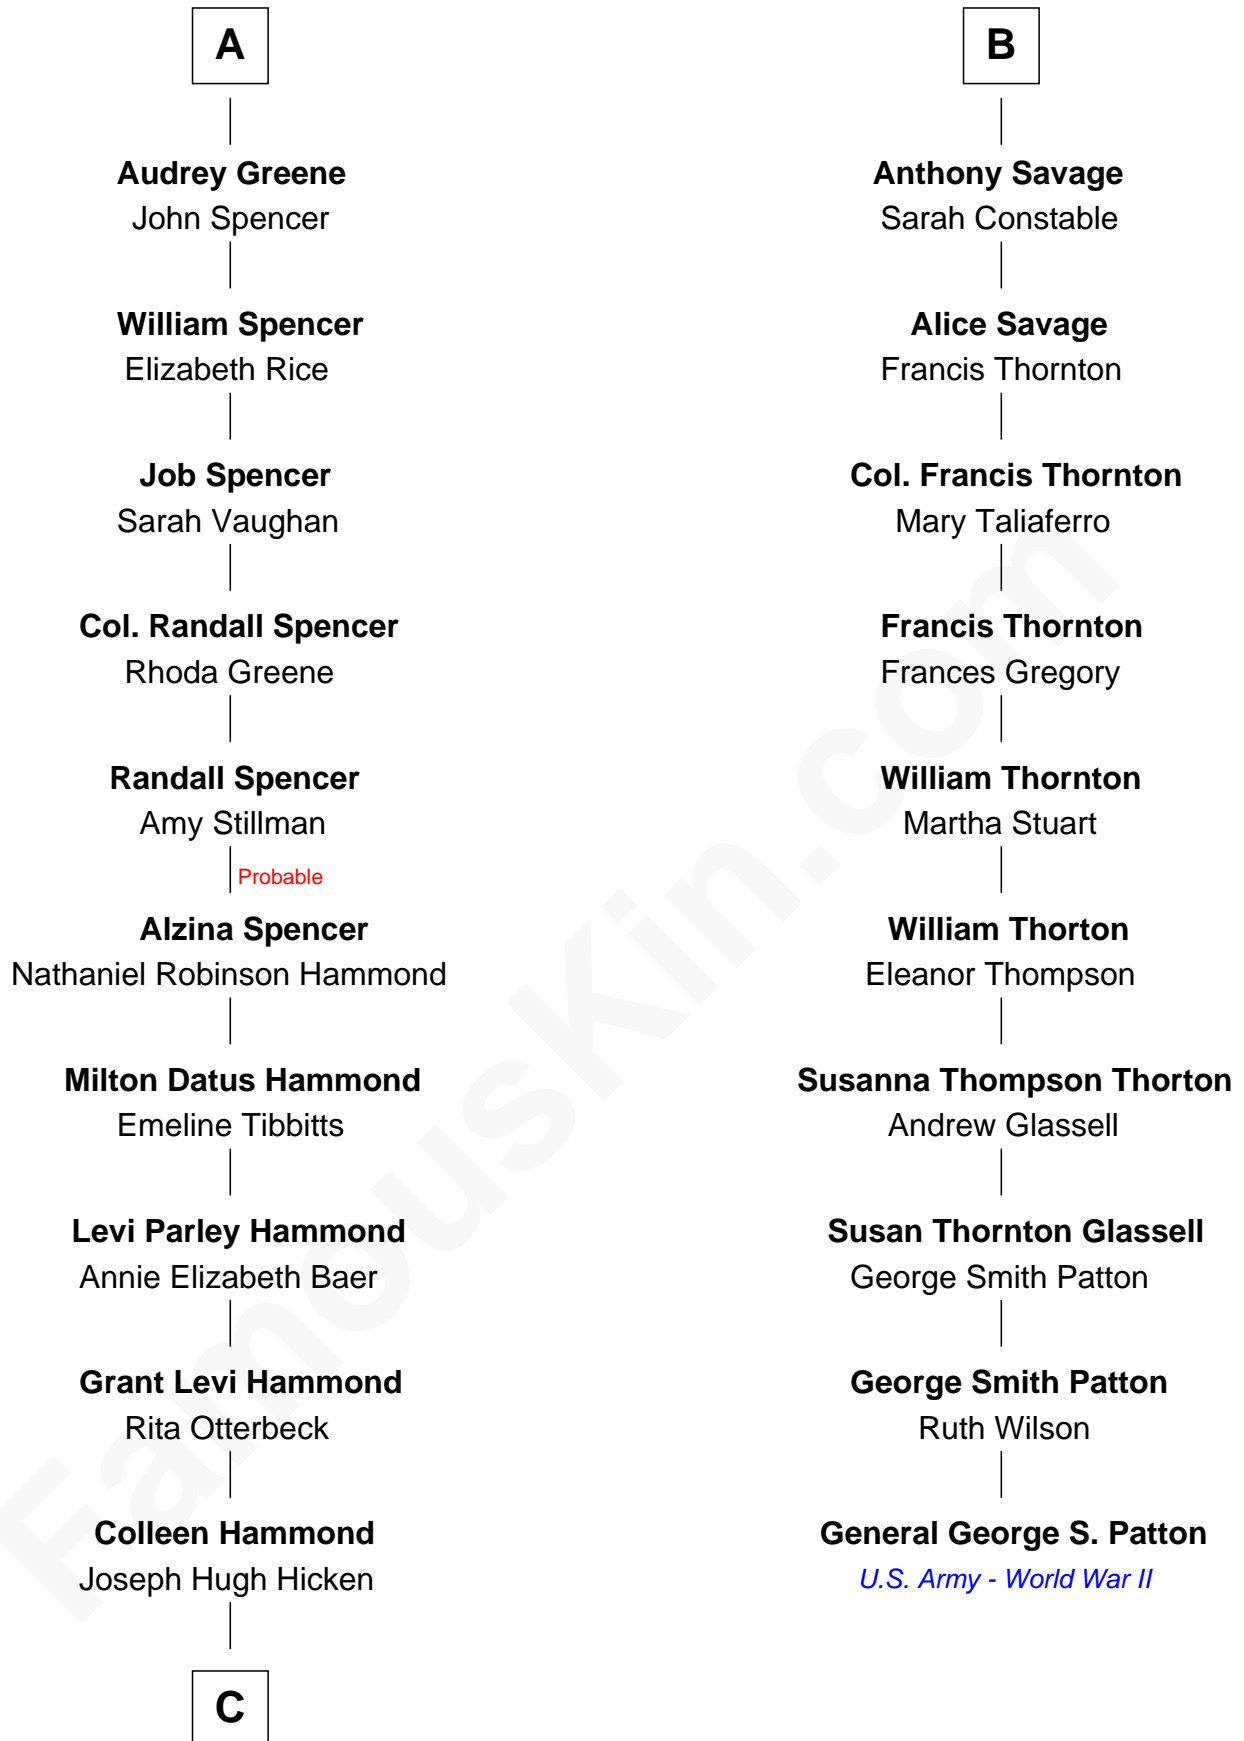 A
Audrey Greene
John Spencer
William Spencer
Elizabeth Rice
Job Spencer
Sarah Vaughan
Col. Randall Spencer
Rhoda Greene
Randall Spencer
Amy Stillman
Probable
Alzina Spencer
Nathaniel Robinson Hammond
Milton Datus Hammond
Emeline Tibbitts
Levi Parley Hammond
Annie Elizabeth Baer
Grant Levi Hammond
Rita Otterbeck
Colleen Hammond
Joseph Hugh Hicken
C
B
Anthony Savage
Sarah Constable
Alice Savage
Francis Thornton
Col. Francis Thornton
Mary Taliaferro
Francis Thornton
Frances Gregory
William Thornton
Martha Stuart
William Thorton
Eleanor Thompson
Susanna Thompson Thorton
Andrew Glassell
Susan Thornton Glassell
George Smith Patton
George Smith Patton
Ruth Wilson
General George S. Patton
U.S. Army - World War II
FamousKin.com